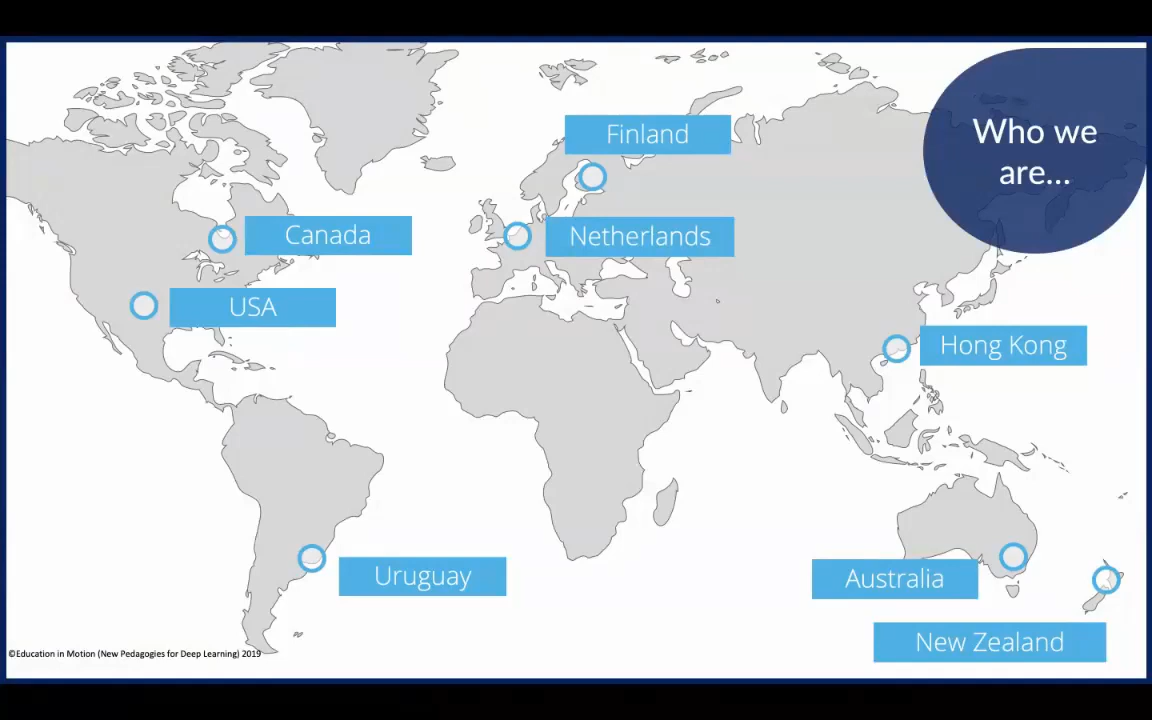 Who we
are...
Finland
Canada
Netherlands
USA
Hong Kong
Uruguay
Australia
New Zealand
©Education in Motion (New Pedagogies for Deep Learning) 2019